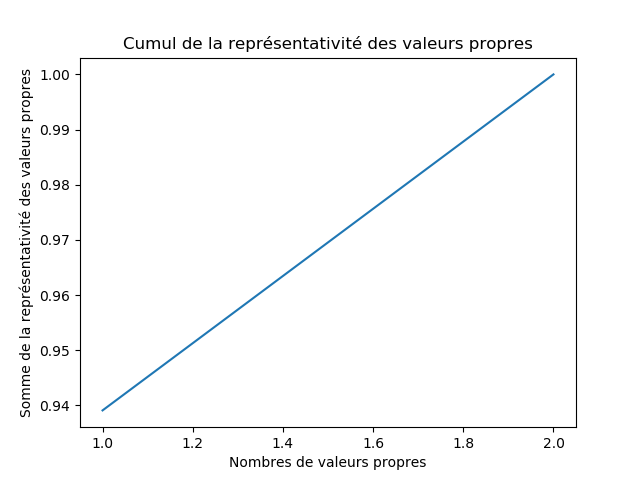 Cumul de la représentativité des valeurs propres
Somme de la représentativité des valeurs propres
1.00
0.99
0.98
0.97
0.96
0.95
0.94
1.0 1.2 1.4 1.6 1.8 2.0
Nombres de valeurs propres